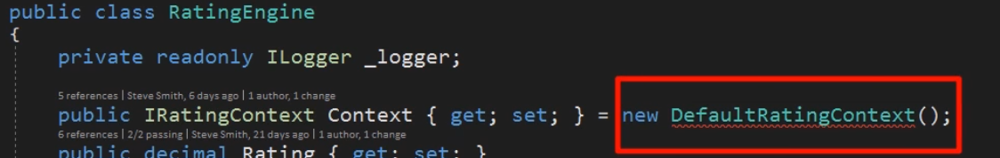 public class RatingEngine
{
private readonly ILogger _logger;
5 references | Steve Smith, 6 days ago | 1 author, 1 change
public IRatingContext Context { get; set; } = new DefaultRatingContext();
6 references | 2/2 passing | Steve Smith, 21 days ago | 1 author, 1 change
public decimal Rating { get; set; }